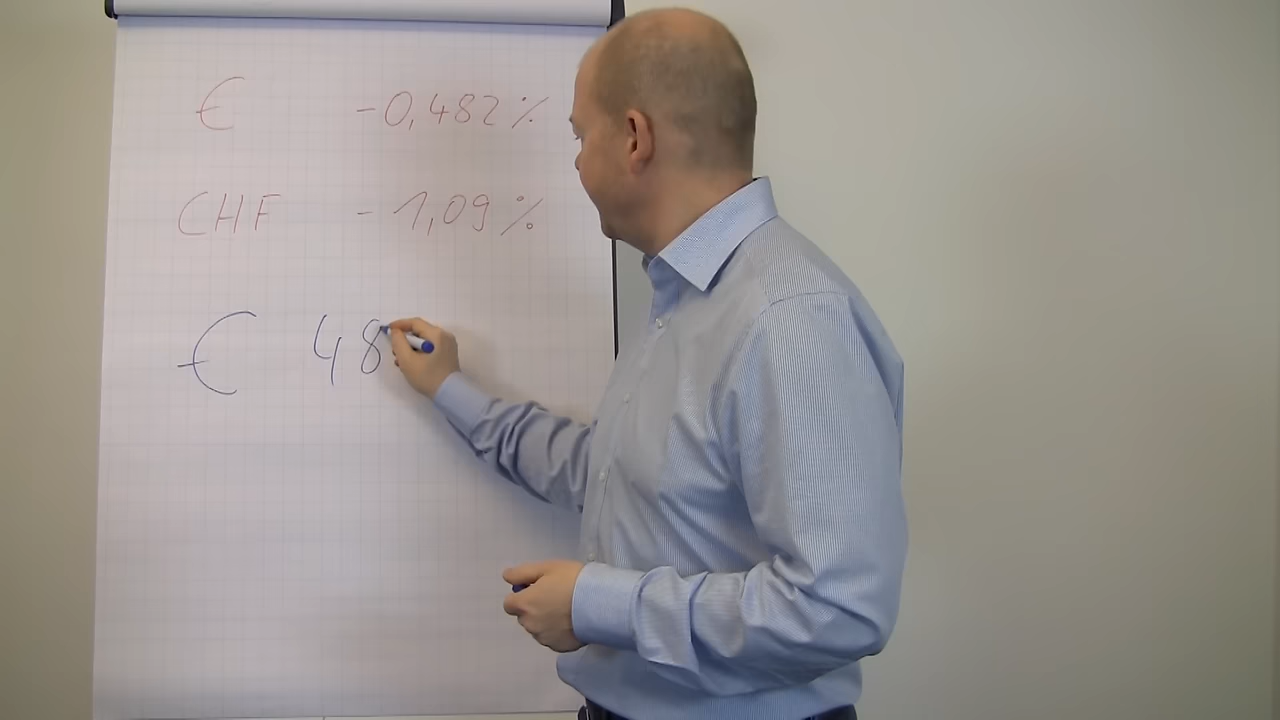 € -0,482%
CHF -1,09%
€ 48